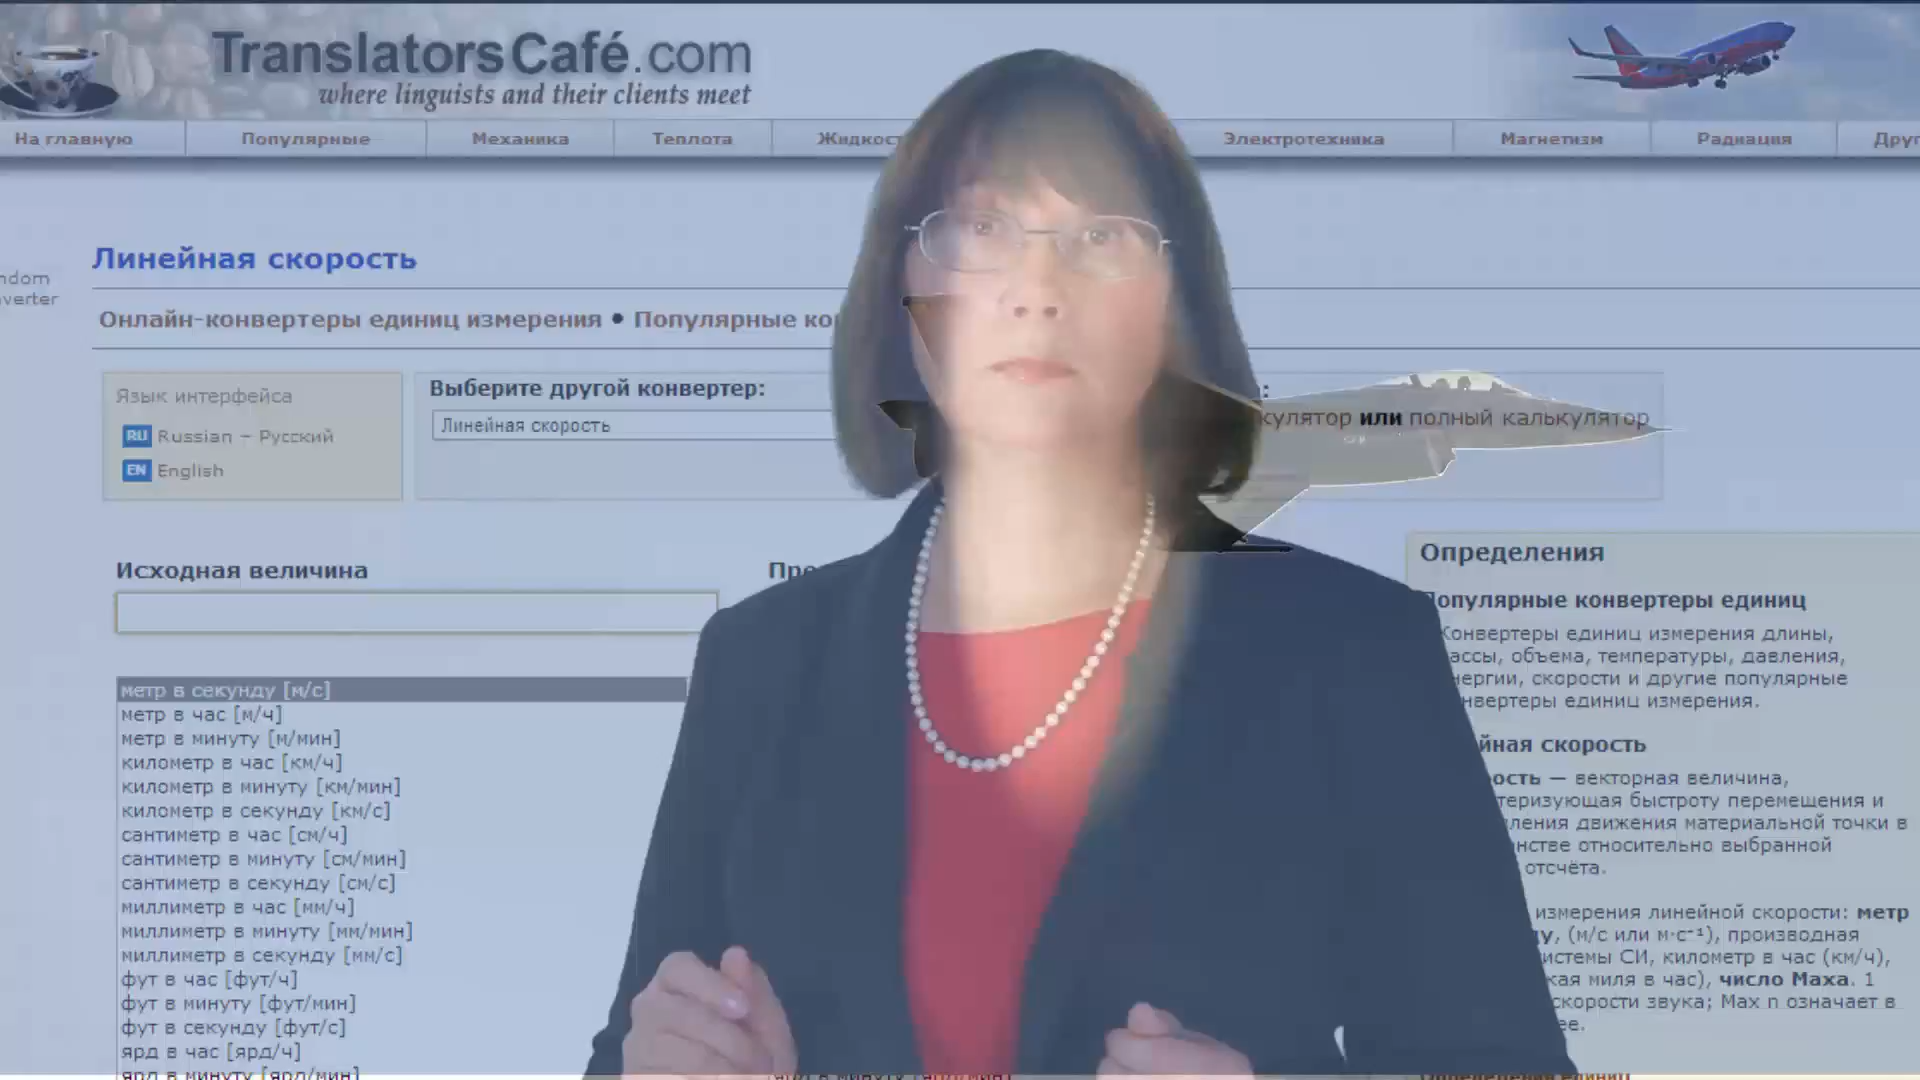 TranslatorsCafé.com
where linguists and their clients meet
На главную Популярные Механика Теплота Электротехника Магнетизм Радиация
Линейная скорость
Онлайн-конвертеры единиц измерения • Популярные
Язык интерфейса
RU Russian – Русский
EN English
Выберите другой конвертер:
Линейная скорость
или полный калькулятор
Исходная величина
метр в секунду [м/с]
метр в час [м/ч]
метр в минуту [м/мин]
километр в час [км/ч]
километр в минуту [км/мин]
километр в секунду [км/с]
сантиметр в час [см/ч]
сантиметр в минуту [см/мин]
сантиметр в секунду [см/с]
миллиметр в час [мм/ч]
миллиметр в минуту [мм/мин]
миллиметр в секунду [мм/с]
фут в час [фут/ч]
фут в минуту [фут/мин]
фут в секунду [фут/с]
ярд в час [ярд/ч]
ярд в минуту [ярд/мин]
Определения
Популярные конвертеры единиц
Конвертеры единиц измерения длины,
массы, объема, температуры, давления,
энергии, скорости и другие популярные
конвертеры единиц измерения.
скорость
— векторная величина,
быстроту перемещения и
движения материальной точки в
относительно выбранной
отсчёта.
измерения линейной скорости: метр
(м/с или м·с⁻¹), производная
системы СИ, километр в час (км/ч),
миля в час), число Маха. 1
скорости звука; Мах n означает в